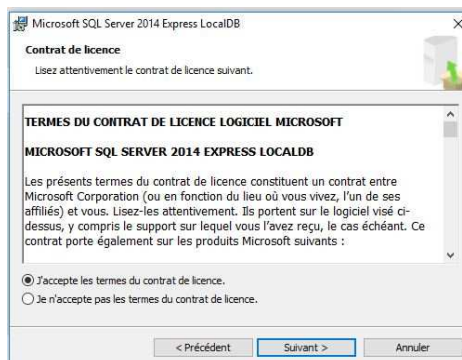 Microsoft SQL Server 2014 Express LocalDB
Contrat de licence
Lisez attentivement le contrat de licence suivant.
TERMES DU CONTRAT DE LICENCE LOGICIEL MICROSOFT
MICROSOFT SQL SERVER 2014 EXPRESS LOCALDB
Les présents termes du contrat de licence constituent un contrat entre
Microsoft Corporation (ou en fonction du lieu où vous vivez, l'un de ses
affiliés) et vous. Lisez-les attentivement. Ils portent sur le logiciel visé ci-
dessus, y compris le support sur lequel vous l'avez reçu, le cas échéant. Ce
contrat porte également sur les produits Microsoft suivants :
J'accepte les termes du contrat de licence.
Je n'accepte pas les termes du contrat de licence.
< Précédent
Suivant >
Annuler